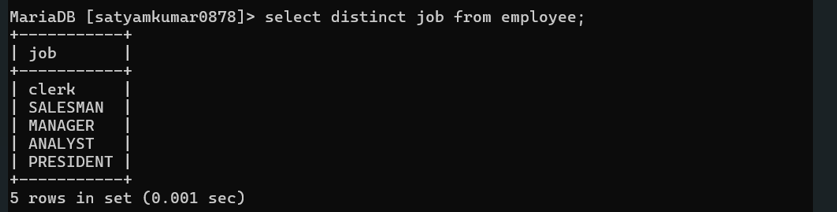 MariaDB [satyamkumar0878]> select distinct job from employee;
+-----------+
| job       |
+-----------+
| clerk     |
| SALESMAN  |
| MANAGER   |
| ANALYST   |
| PRESIDENT |
+-----------+
5 rows in set (0.001 sec)